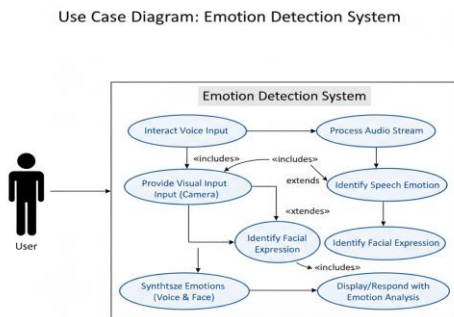 Use Case Diagram: Emotion Detection System
Emotion Detection System
Interact Voice Input
Process Audio Stream
«includes»
«includes»
Provide Visual Input
Input (Camera)
extends
Identify Speech Emotion
«xtendes»
User
Identify Facial
Expression
Identify Facial Expression
«includes»
Synthtsze Emotions
(Voice & Face)
Display/Respond with
Emotion Analysis